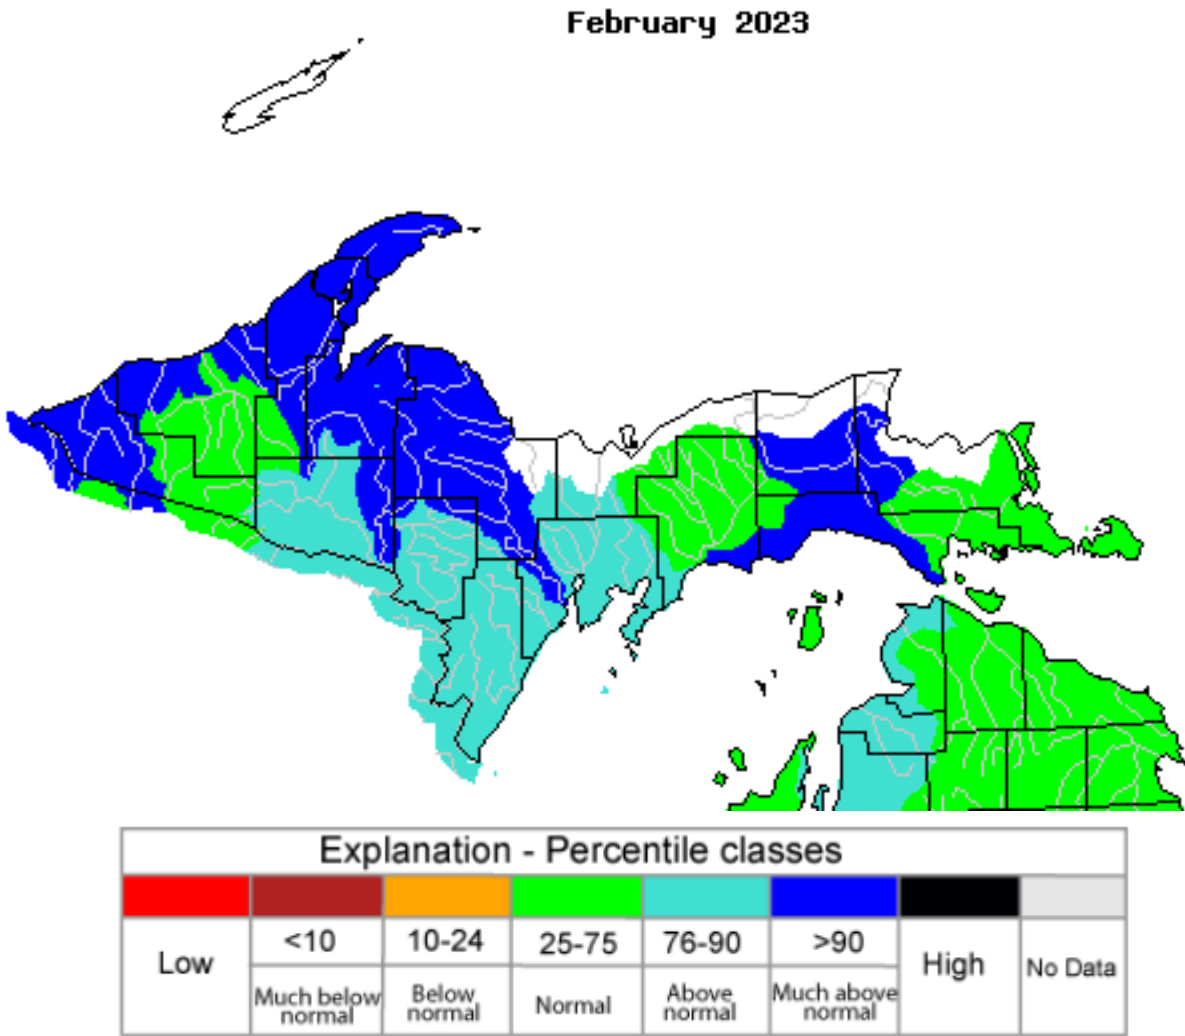 February 2023
Explanation - Percentile classes
Low
<10
10-24
25-75
76-90
>90
High
No Data
Much below
normal
Below
normal
Normal
Above
normal
Much above
normal